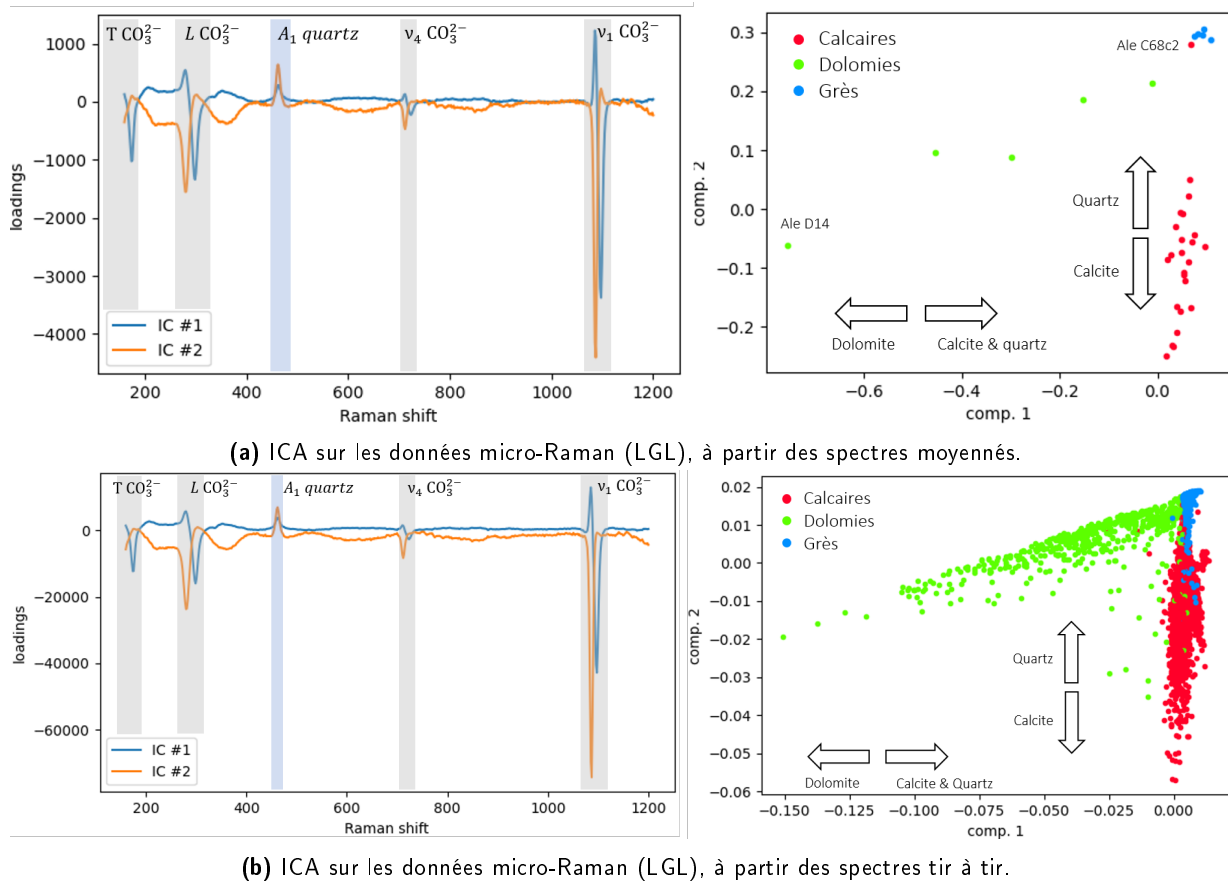 T CO₃²⁻ L CO₃²⁻ A₁ quartz ν₄ CO₃²⁻ ν₁ CO₃²⁻
1000
0
−1000
−2000
−3000
−4000
loadings
IC #1
IC #2
200 400 600 800 1000 1200
Raman shift
Calcaires
Dolomies
Grès
Ale C68c2
Ale D14
Quartz
Calcite
Dolomite Calcite & quartz
0.3
0.2
0.1
0.0
−0.1
−0.2
comp. 2
−0.6 −0.4 −0.2 0.0
comp. 1
(a) ICA sur les données micro-Raman (LGL), à partir des spectres moyennés.
T CO₃²⁻ L CO₃²⁻ A₁ quartz ν₄ CO₃²⁻ ν₁ CO₃²⁻
0
−20000
−40000
−60000
loadings
IC #1
IC #2
200 400 600 800 1000 1200
Raman shift
Calcaires
Dolomies
Grès
Quartz
Calcite
Dolomite Calcite & Quartz
0.02
0.01
0.00
−0.01
−0.02
−0.03
−0.04
−0.05
−0.06
comp. 2
−0.150 −0.125 −0.100 −0.075 −0.050 −0.025 0.000
comp. 1
(b) ICA sur les données micro-Raman (LGL), à partir des spectres tir à tir.